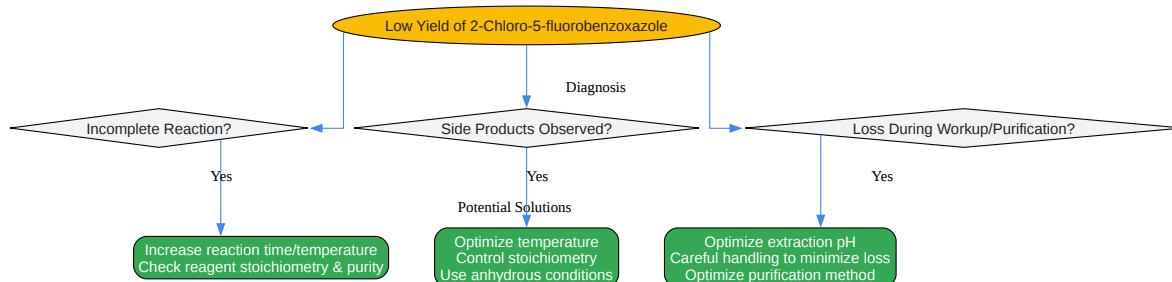 Low Yield of 2-Chloro-5-fluorobenzoxazole
Diagnosis
Incomplete Reaction?
Side Products Observed?
Loss During Workup/Purification?
Yes
Yes
Yes
Potential Solutions
Increase reaction time/temperature
Check reagent stoichiometry & purity
Optimize temperature
Control stoichiometry
Use anhydrous conditions
Optimize extraction pH
Careful handling to minimize loss
Optimize purification method